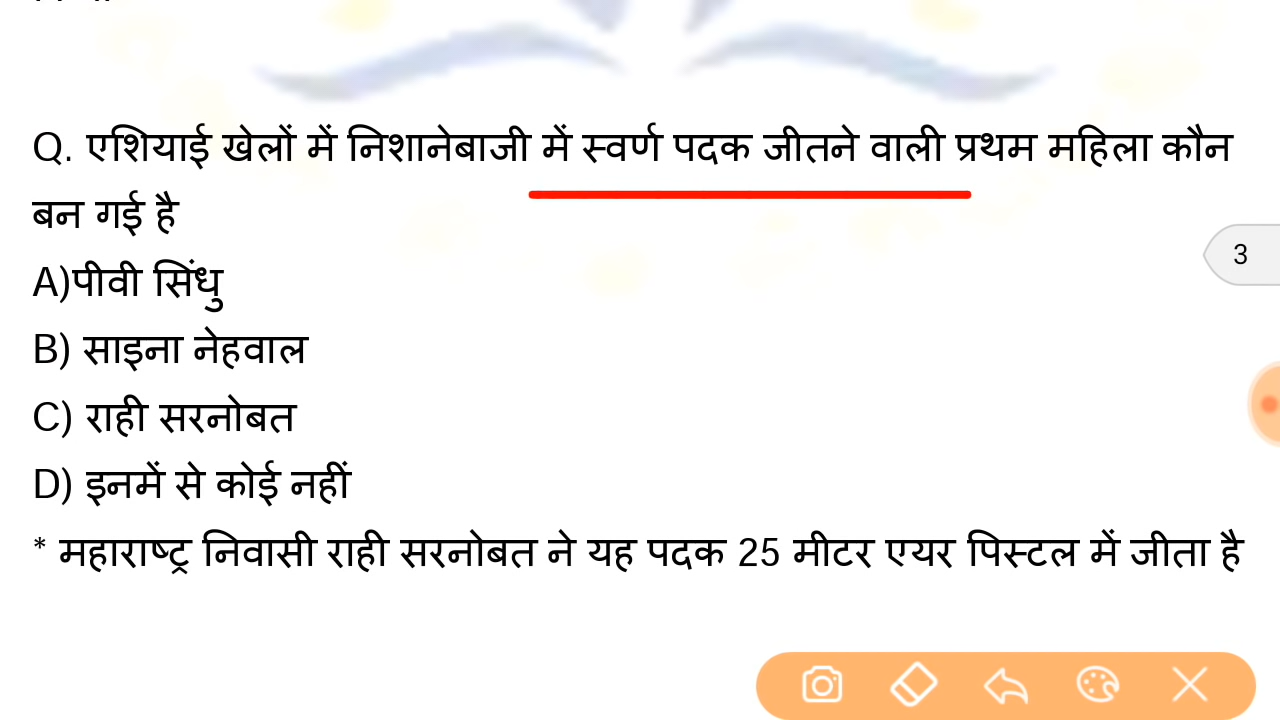 Q. एशियाई खेलों में निशानेबाजी में स्वर्ण पदक जीतने वाली प्रथम महिला कौन
बन गई है
A)पीवी सिंधु
3
B) साइना नेहवाल
C) राही सरनोबत
D) इनमें से कोई नहीं
* महाराष्ट्र निवासी राही सरनोबत ने यह पदक 25 मीटर एयर पिस्टल में जीता है